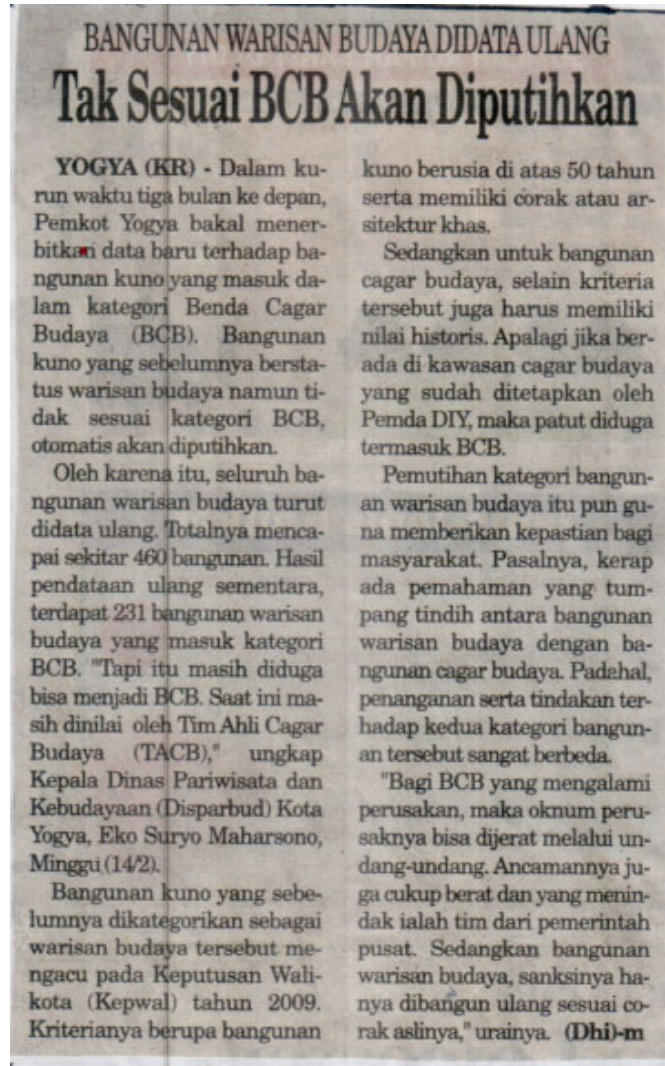 BANGUNAN WARISAN BUDAYA DIDATA ULANG
Tak Sesuai BCB Akan Diputihkan
YOGYA (KR) - Dalam ku-
run waktu tiga bulan ke depan,
Pemkot Yogya bakal mener-
bitkan data baru terhadap ba-
ngunan kuno yang masuk da-
lam kategori Benda Cagar
Budaya (BCB). Bangunan
kuno yang sebelumnya bersta-
tus warisan budaya namun ti-
dak sesuai kategori BCB,
otomatis akan diputihkan.
Oleh karena itu, seluruh ba-
ngunan warisan budaya turut
didata ulang. Totalnya menca-
pai sekitar 460 bangunan. Hasil
pendataan ulang sementara,
terdapat 231 bangunan warisan
budaya yang masuk kategori
BCB. "Tapi itu masih diduga
bisa menjadi BCB. Saat ini ma-
sih dinilai oleh Tim Ahli Cagar
Budaya (TACB)," ungkap
Kepala Dinas Pariwisata dan
Kebudayaan (Disparbud) Kota
Yogya, Eko Suryo Maharsono,
Minggu (14/2).
Bangunan kuno yang sebe-
lumnya dikategorikan sebagai
warisan budaya tersebut me-
ngacu pada Keputusan Wali-
kota (Kepwal) tahun 2009.
Kriterianya berupa bangunan
kuno berusia di atas 50 tahun
serta memiliki corak atau ar-
sitektur khas.
Sedangkan untuk bangunan
cagar budaya, selain kriteria
tersebut juga harus memiliki
nilai historis. Apalagi jika ber-
ada di kawasan cagar budaya
yang sudah ditetapkan oleh
Pemda DIY, maka patut diduga
termasuk BCB.
Pemutihan kategori bangun-
an warisan budaya itu pun gu-
na memberikan kepastian bagi
masyarakat. Pasalnya, kerap
ada pemahaman yang tum-
pang tindih antara bangunan
warisan budaya dengan ba-
ngunan cagar budaya. Padahal,
penanganan serta tindakan ter-
hadap kedua kategori bangun-
an tersebut sangat berbeda.
"Bagi BCB yang mengalami
perusakan, maka oknum peru-
saknya bisa dijerat melalui un-
dang-undang. Ancamannya ju-
ga cukup berat dan yang menin-
dak ialah tim dari pemerintah
pusat. Sedangkan bangunan
warisan budaya, sanksinya ha-
nya dibangun ulang sesuai co-
rak aslinya," urainya. (Dhi)-m